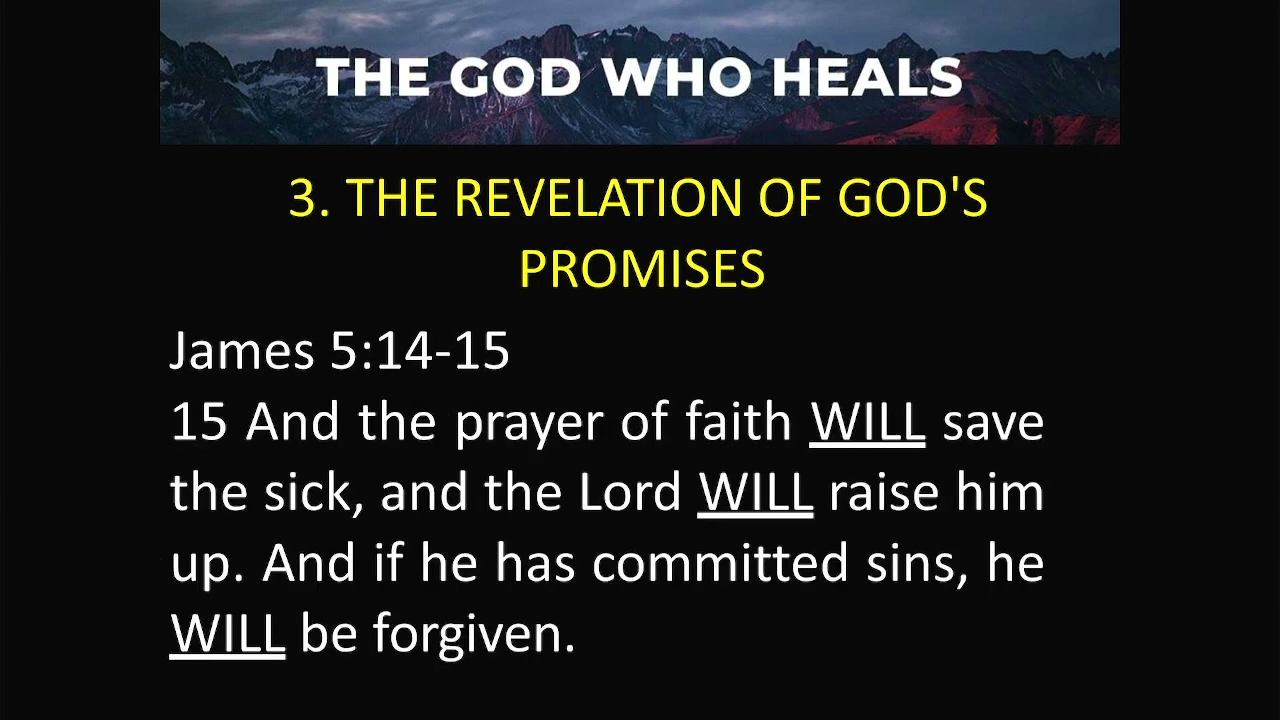 THE GOD WHO HEALS
3. THE REVELATION OF GOD'S
PROMISES
James 5:14-15
15 And the prayer of faith WILL save
the sick, and the Lord WILL raise him
up. And if he has committed sins, he
WILL be forgiven.